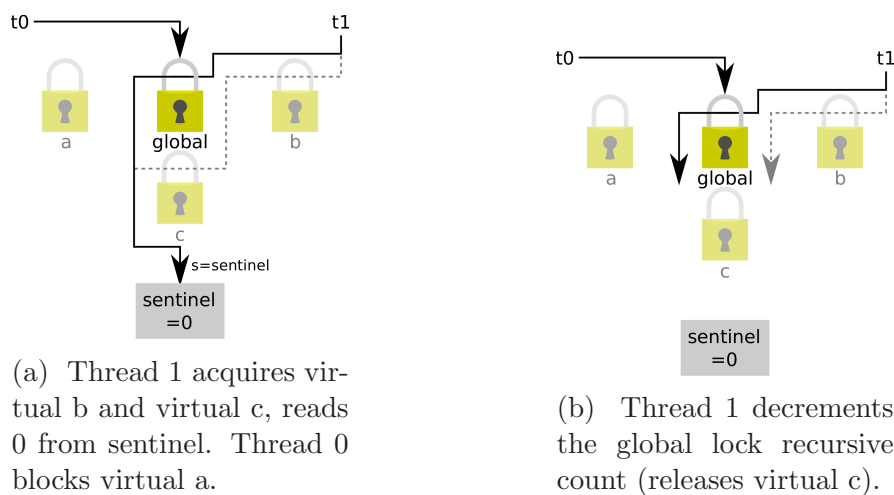 t0
t1
a
global
b
c
s=sentinel
sentinel
=0
(a) Thread 1 acquires vir-
tual b and virtual c, reads
0 from sentinel. Thread 0
blocks virtual a.
t0
t1
a
global
b
c
sentinel
=0
(b) Thread 1 decrements
the global lock recursive
count (releases virtual c).